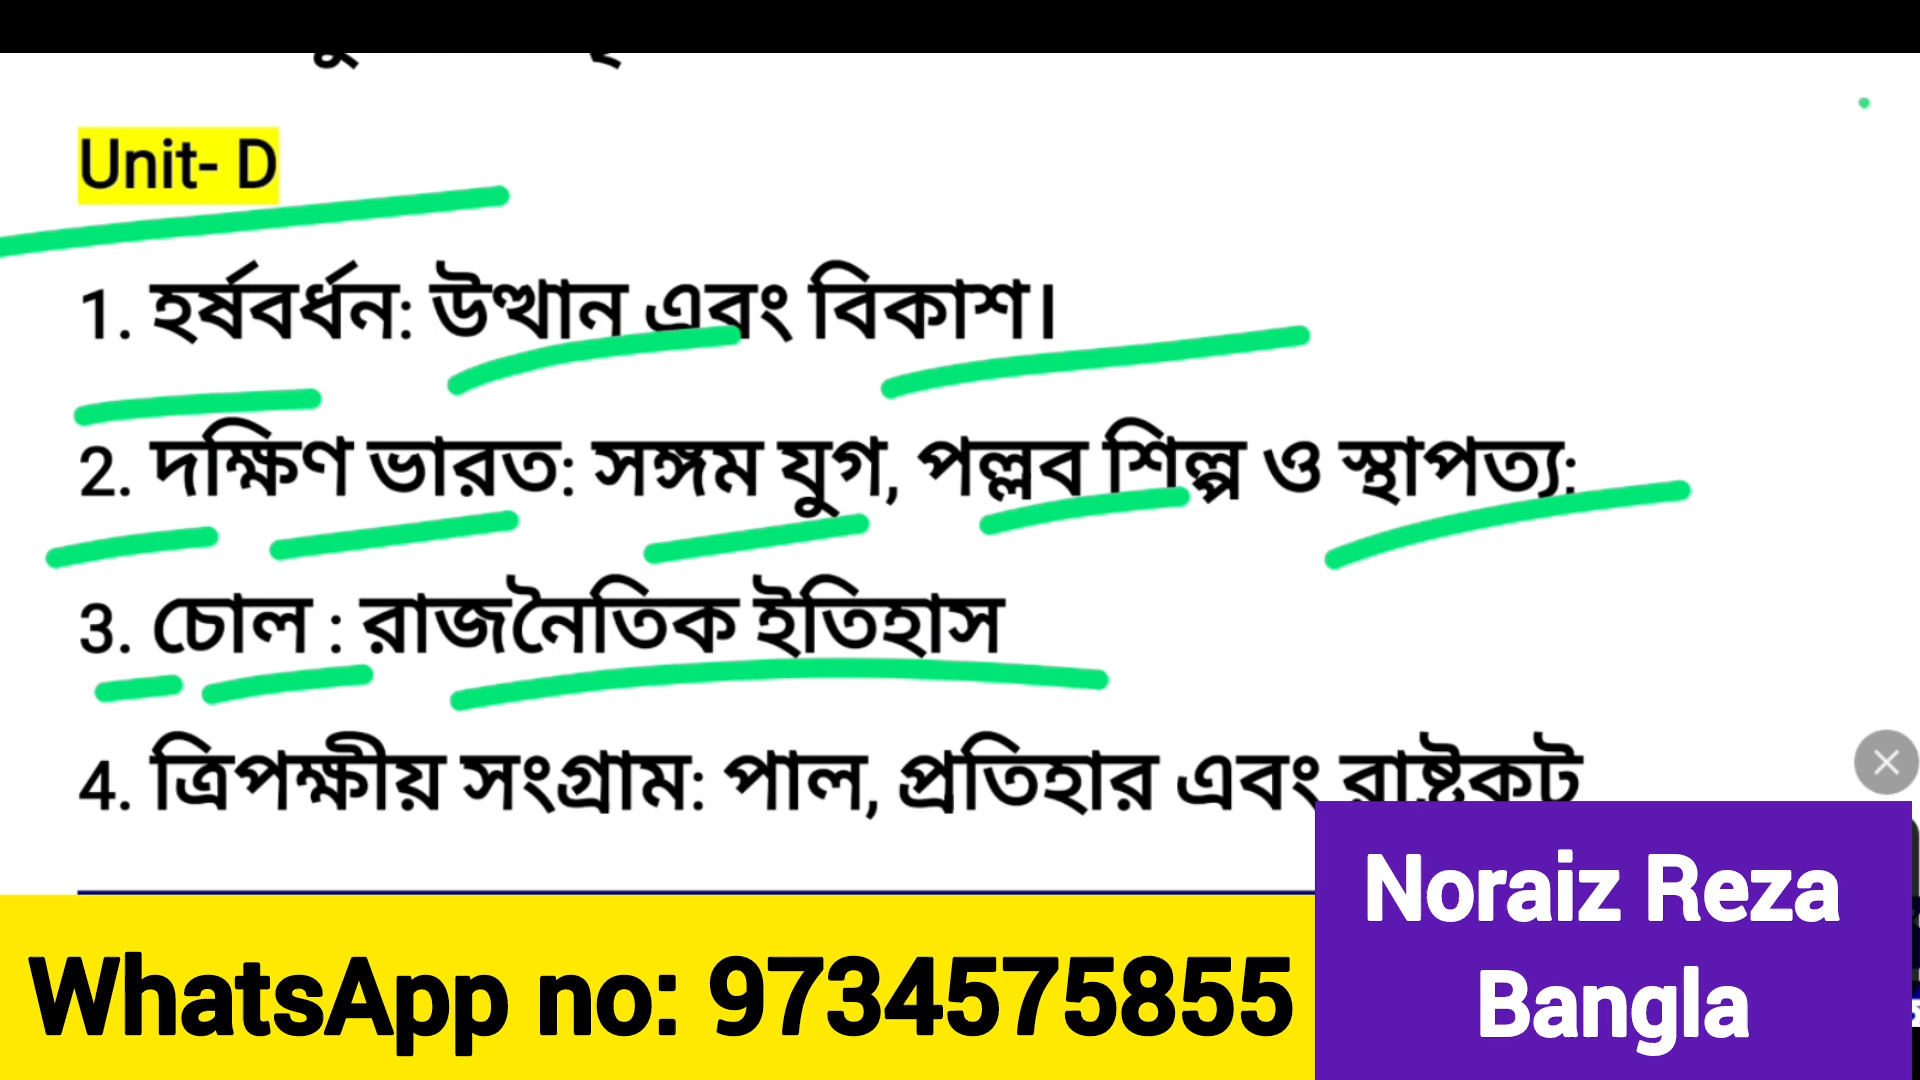 Unit- D
1. হর্ষবর্ধন: উত্থান এবং বিকাশ।
2. দক্ষিণ ভারত: সঙ্গম যুগ, পল্লব শিল্প ও স্থাপত্য:
3. চোল : রাজনৈতিক ইতিহাস
4. ত্রিপক্ষীয় সংগ্রাম: পাল, প্রতিহার এবং রাষ্ট্রকূট
WhatsApp no: 9734575855
Noraiz Reza
Bangla